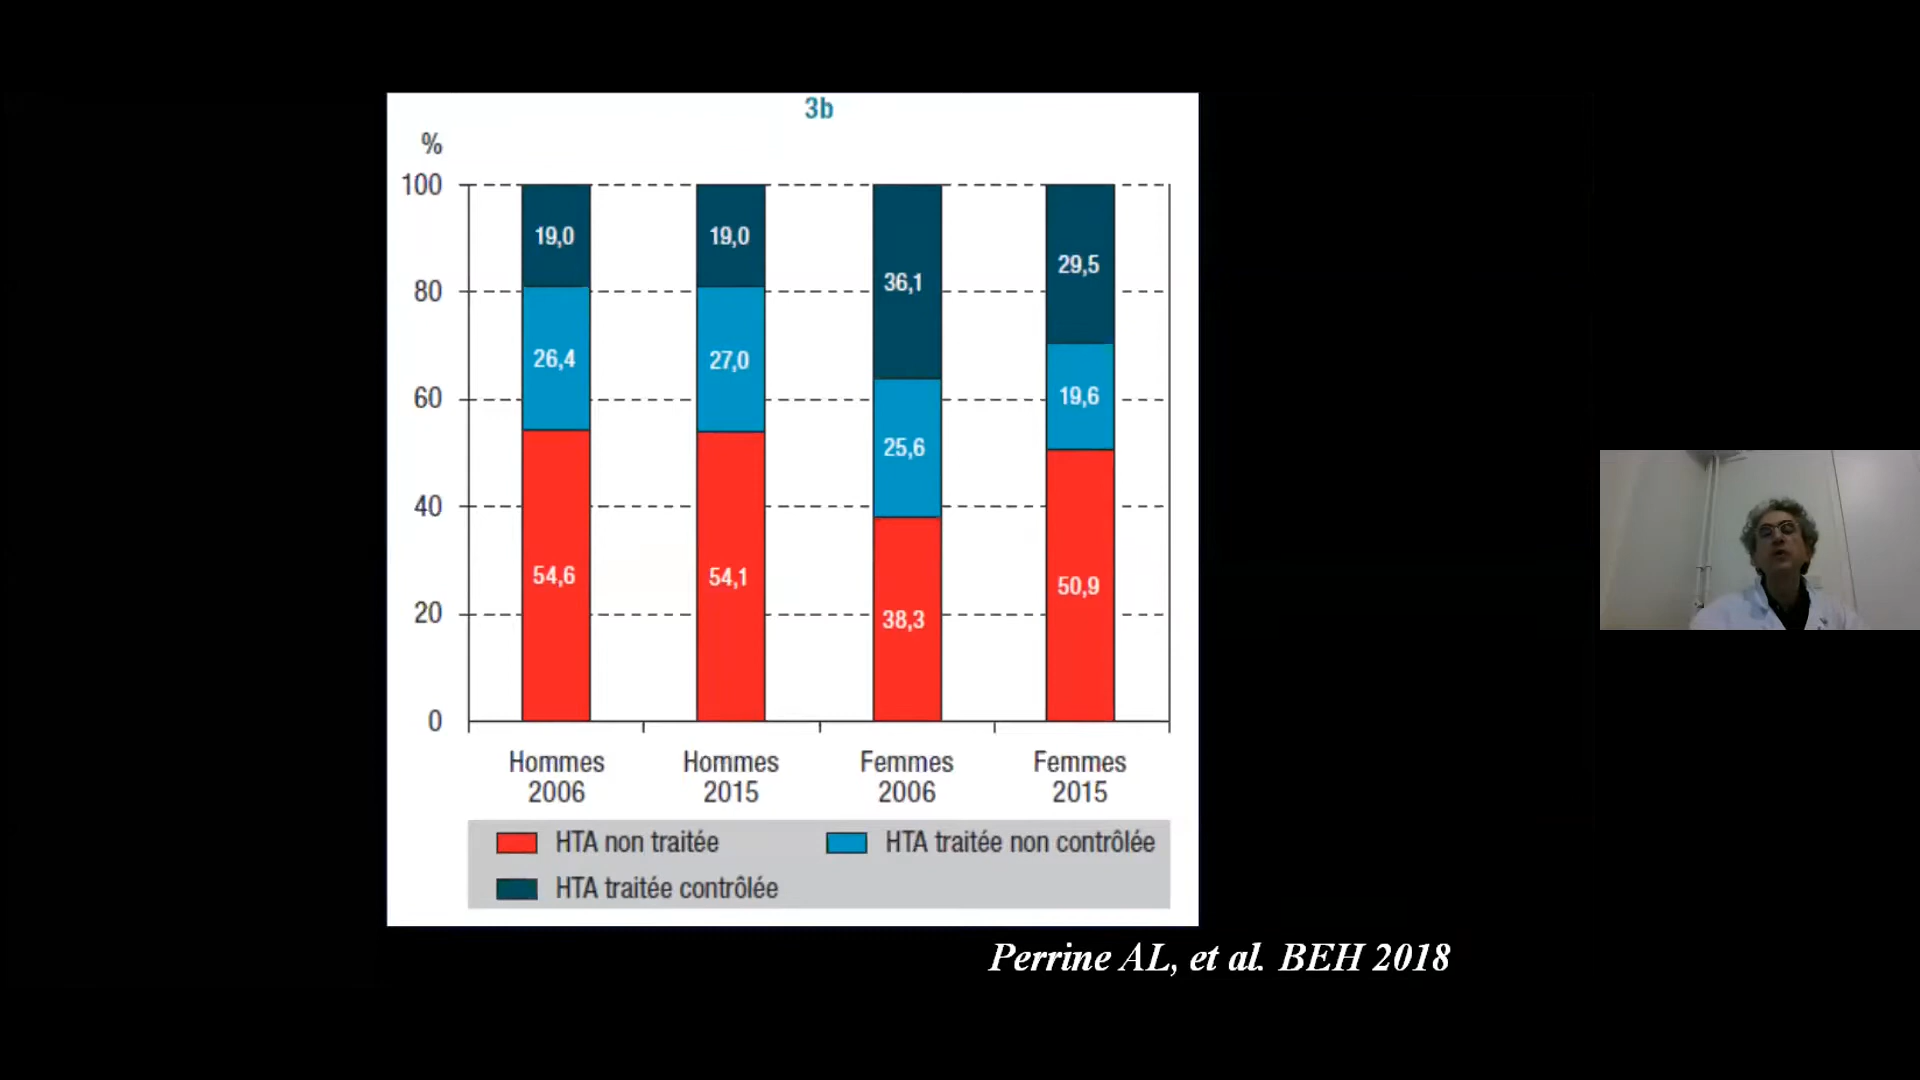 3b
%
100
80
60
40
20
0
19,0
26,4
54,6
19,0
27,0
54,1
36,1
25,6
38,3
29,5
19,6
50,9
Hommes
2006
Hommes
2015
Femmes
2006
Femmes
2015
HTA non traitée
HTA traitée non contrôlée
HTA traitée contrôlée
Perrine AL, et al. BEH 2018